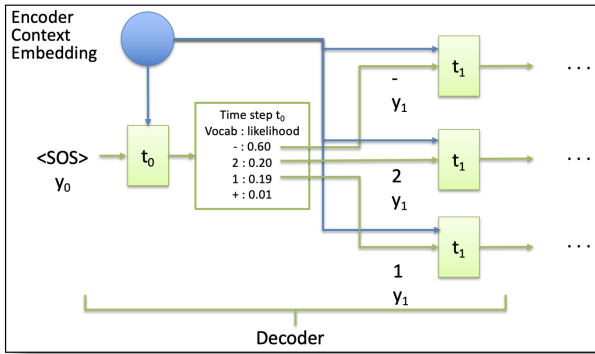 Encoder
Context
Embedding
<SOS>
y0
t0
Time step t0
Vocab : likelihood
- : 0.60
2 : 0.20
1 : 0.19
+ : 0.01
-
y1
t1
...
2
y1
t1
...
1
y1
t1
...
Decoder